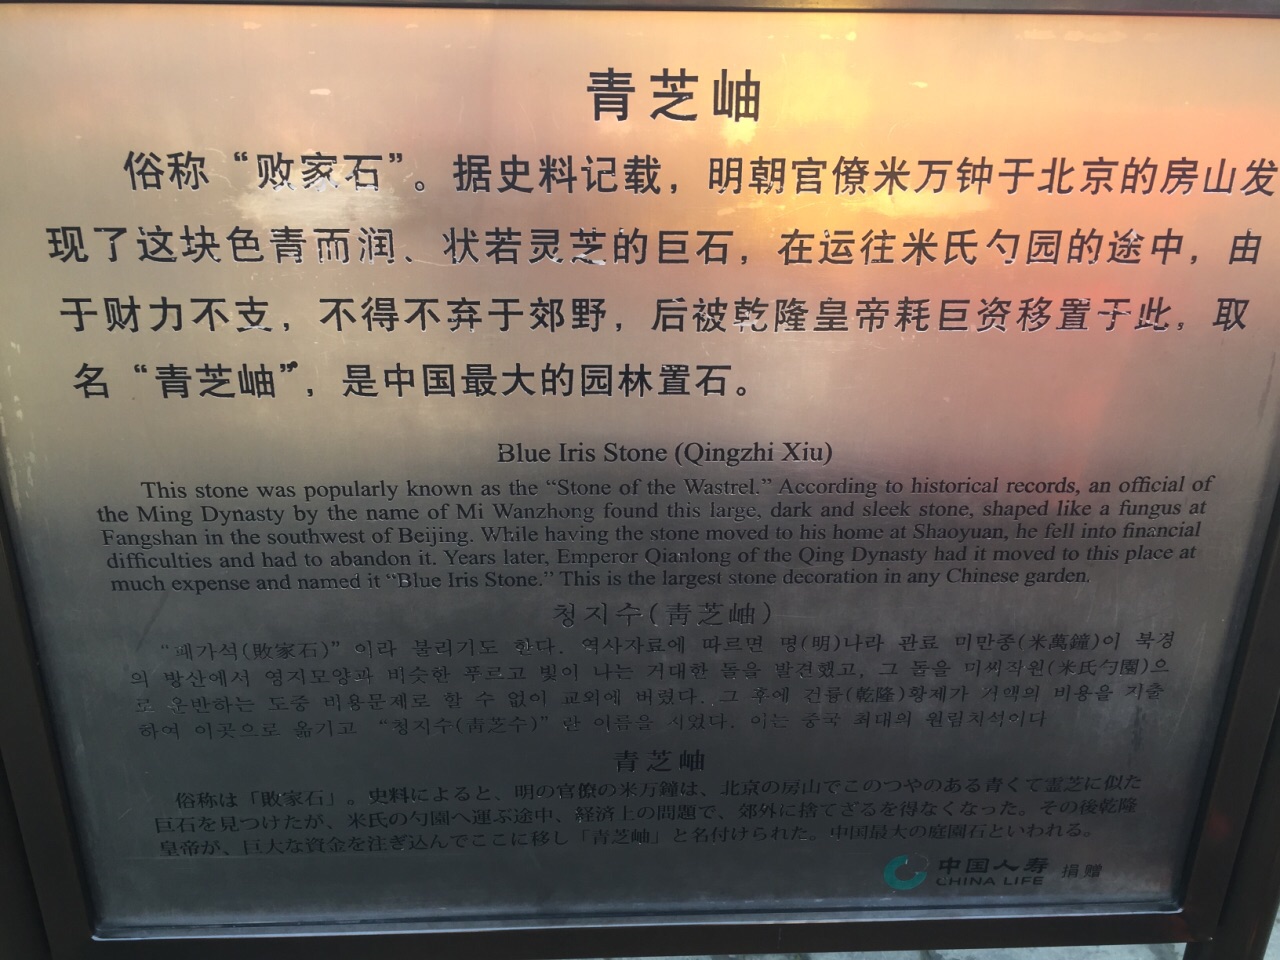 青芝岫
俗称“败家石”。据史料记载，明朝官僚米万钟于北京的房山发
现了这块色青而润、状若灵芝的巨石，在运往米氏勺园的途中，由
于财力不支，不得不弃于郊野，后被乾隆皇帝耗巨资移置于此，取
名“青芝岫”，是中国最大的园林置石。
Blue Iris Stone (Qingzhi Xiu)
This stone was popularly known as the “Stone of the Wastrel.” According to historical records, an official of
the Ming Dynasty by the name of Mi Wanzhong found this large, dark and sleek stone, shaped like a fungus at
Fangshan in the southwest of Beijing. While having the stone moved to his home at Shaoyuan, he fell into financial
difficulties and had to abandon it. Years later, Emperor Qianlong of the Qing Dynasty had it moved to this place at
much expense and named it “Blue Iris Stone.” This is the largest stone decoration in any Chinese garden.
청지수(靑芝岫)
“패가석(敗家石)” 이라 불리기도 한다. 역사자료에 따르면 명(明)나라 관료 미만종(米萬鐘)이 북경
의 방산에서 영지모양과 비슷한 푸르고 빛이 나는 거대한 돌을 발견했고, 그 돌을 미씨작원(米氏勺園)으
로 운반하는 도중 비용문제로 할 수 없이 교외에 버렸다. 그 후에 건륭(乾隆)황제가 거액의 비용을 지출
하여 이곳으로 옮기고 “청지수(靑芝岫)” 란 이름을 지었다. 이는 중국 최대의 원림치석이다
青芝岫
俗称は「敗家石」。史料によると、明の官僚の米万鐘は、北京の房山でこのつやのある青くて霊芝に似た
巨石を見つけたが、米氏の勺園へ運ぶ途中、経済上の問題で、郊外に捨てざるを得なくなった。その後乾隆
皇帝が、巨大な資金を注ぎ込んでここに移し「青芝岫」と名付けられた。中国最大の庭園石といわれる。
中国人寿 捐赠
CHINA LIFE